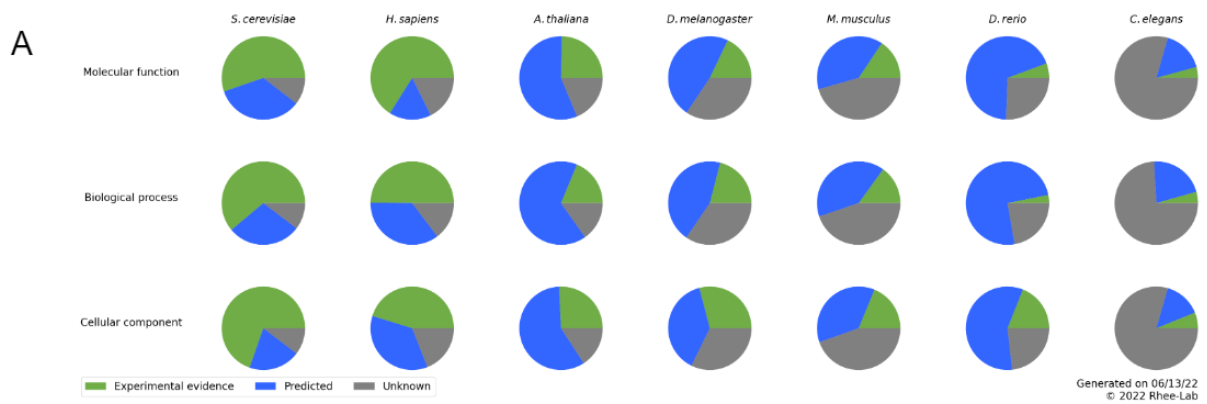 A
S. cerevisiae H. sapiens A. thaliana D. melanogaster M. musculus D. rerio C. elegans
Molecular function
Biological process
Cellular component
Experimental evidence Predicted Unknown
Generated on 06/13/22
© 2022 Rhee-Lab